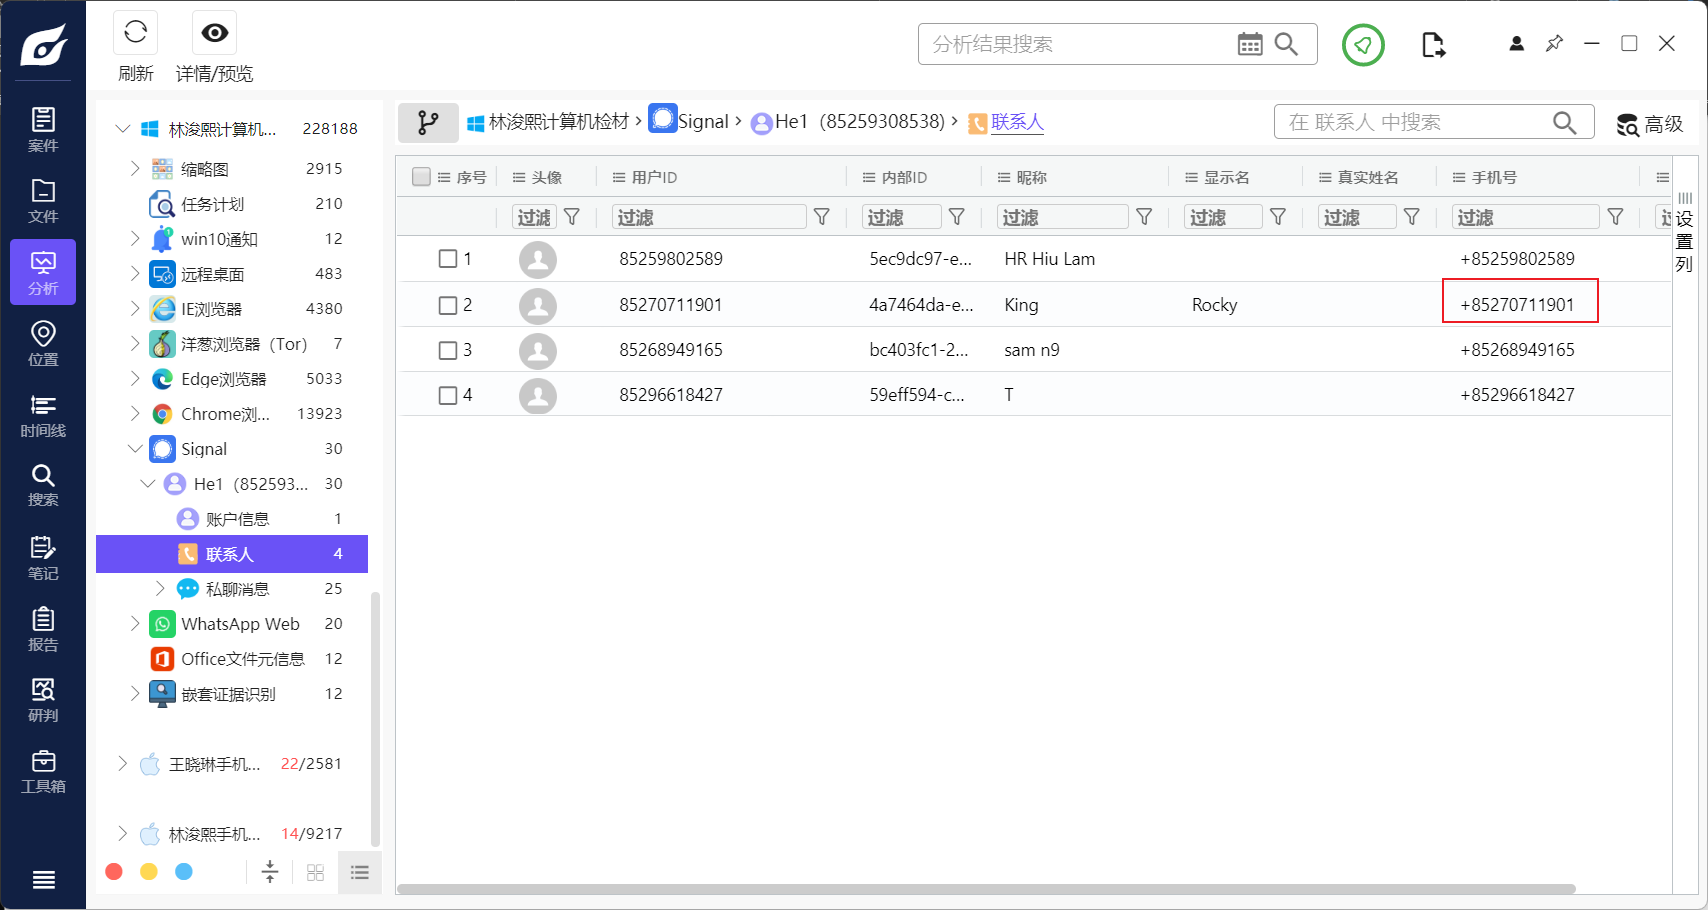 刷新
详情/预览
分析结果搜索
案件
文件
分析
位置
时间线
搜索
笔记
报告
研判
工具箱
林浚熙计算机... 228188
缩略图 2915
任务计划 210
win10通知 12
远程桌面 483
IE浏览器 4380
洋葱浏览器（Tor） 7
Edge浏览器 5033
Chrome浏... 13923
Signal 30
He1（852593... 30
账户信息 1
联系人 4
私聊消息 25
WhatsApp Web 20
Office文件元信息 12
嵌套证据识别 12
王晓琳手机... 22/2581
林浚熙手机... 14/9217
林浚熙计算机检材 › Signal › He1（85259308538） › 联系人
在 联系人 中搜索
高级
序号 头像 用户ID 内部ID 昵称 显示名 真实姓名 手机号
过滤 过滤 过滤 过滤 过滤 过滤 过滤
1 85259802589 5ec9dc97-e... HR Hiu Lam +85259802589
2 85270711901 4a7464da-e... King Rocky +85270711901
3 85268949165 bc403fc1-2... sam n9 +85268949165
4 85296618427 59eff594-c... T +85296618427
设置列